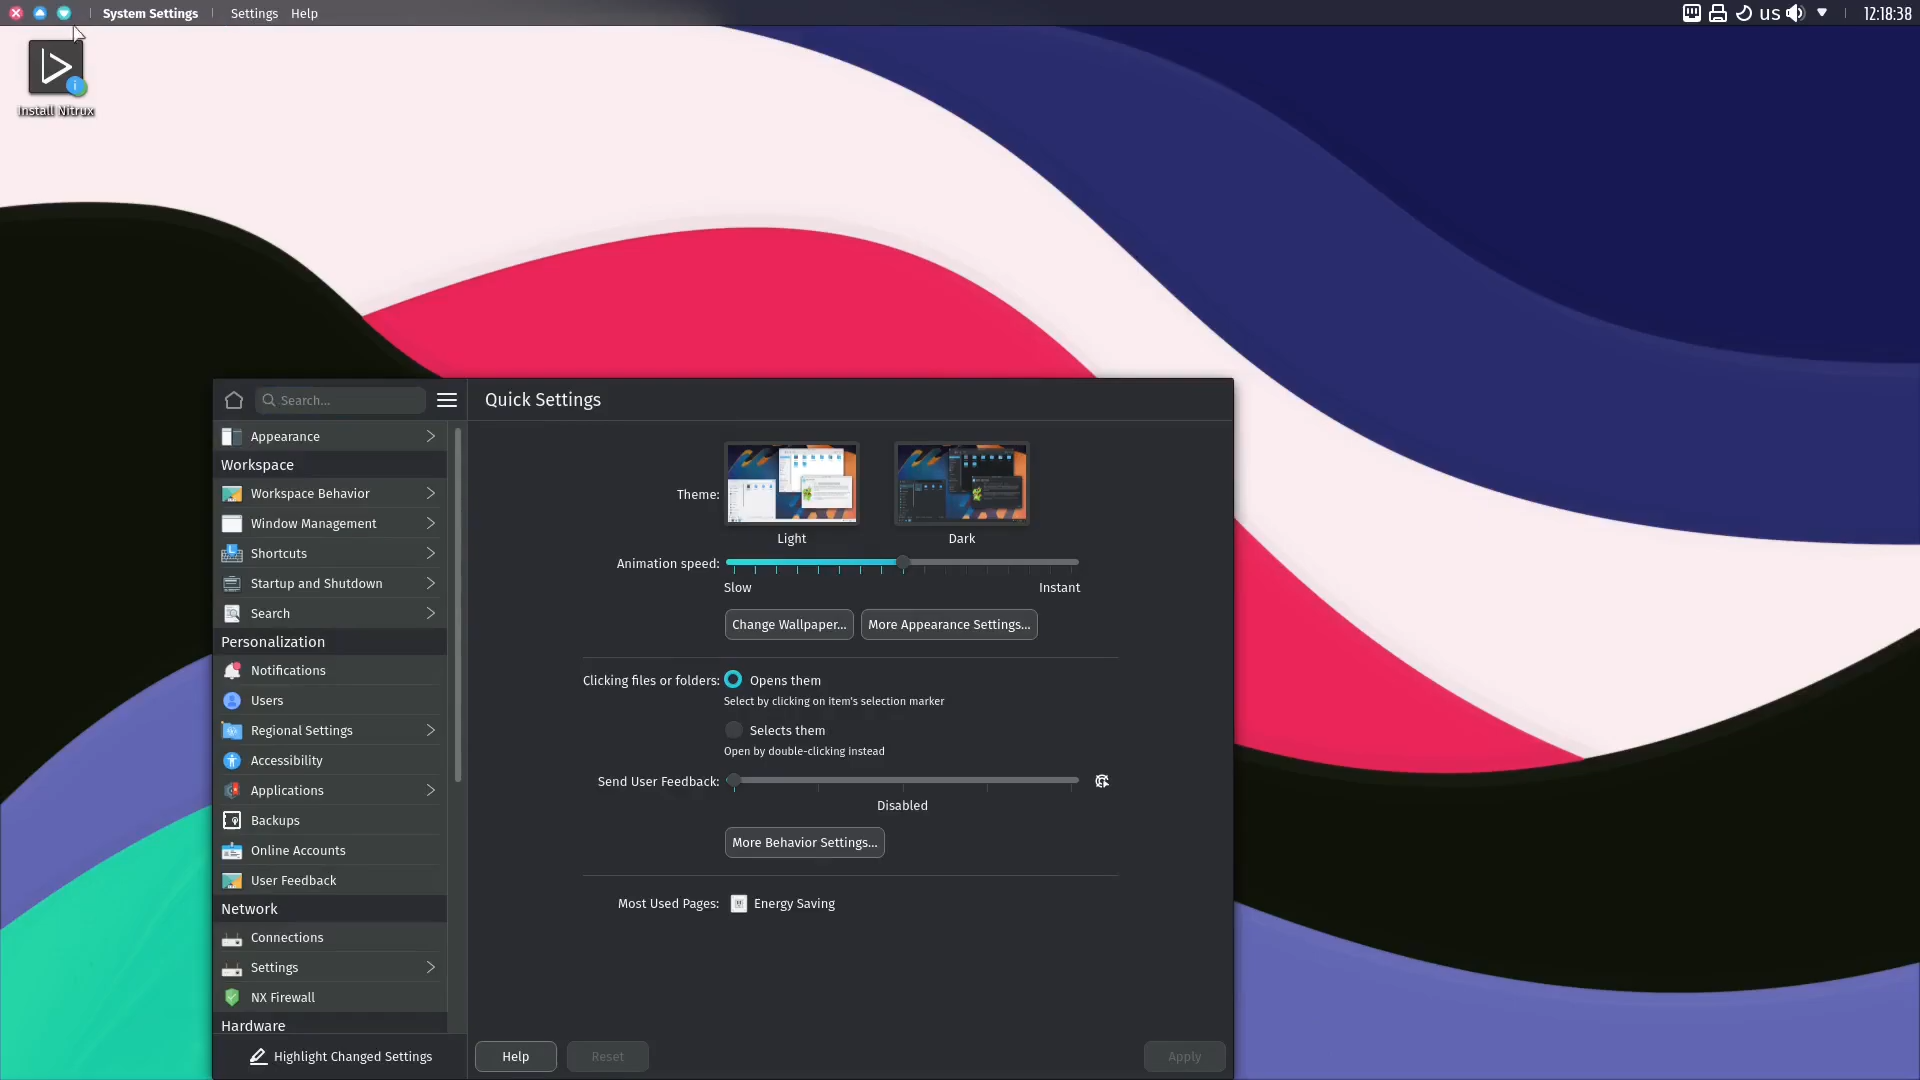 System Settings
Settings
Help
us
12:18:38
Install Nitrux
Search...
Appearance
Workspace
Workspace Behavior
Window Management
Shortcuts
Startup and Shutdown
Search
Personalization
Notifications
Users
Regional Settings
Accessibility
Applications
Backups
Online Accounts
User Feedback
Network
Connections
Settings
NX Firewall
Hardware
Highlight Changed Settings
Quick Settings
Theme:
Light
Dark
Animation speed:
Slow
Instant
Change Wallpaper...
More Appearance Settings...
Clicking files or folders:
Opens them
Select by clicking on item's selection marker
Selects them
Open by double-clicking instead
Send User Feedback:
Disabled
More Behavior Settings...
Most Used Pages:
Energy Saving
Help
Reset
Apply